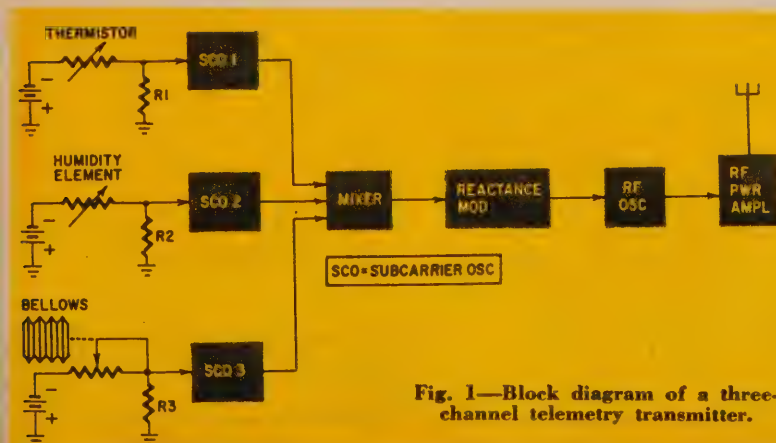 THERMISTOR
-
+
R1
SCO 1
HUMIDITY
ELEMENT
-
+
R2
SCO 2
MIXER
REACTANCE
MOD
RF
OSC
RF
PWR
AMPL
SCO=SUBCARRIER OSC
BELLOWS
-
+
R3
SCO 3
Fig. 1—Block diagram of a three-
channel telemetry transmitter.